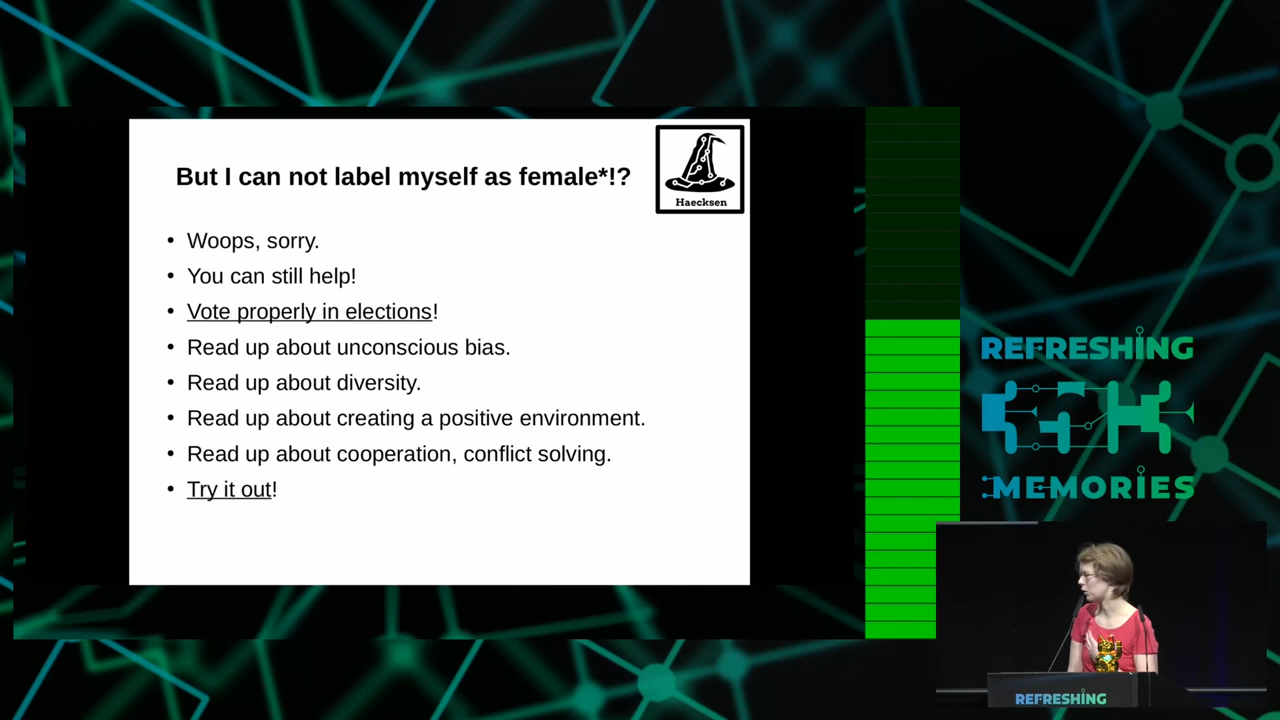 But I can not label myself as female*!?
Haecksen
• Woops, sorry.
• You can still help!
• Vote properly in elections!
• Read up about unconscious bias.
• Read up about diversity.
• Read up about creating a positive environment.
• Read up about cooperation, conflict solving.
• Try it out!
REFRESHING
MEMORIES
REFRESHING